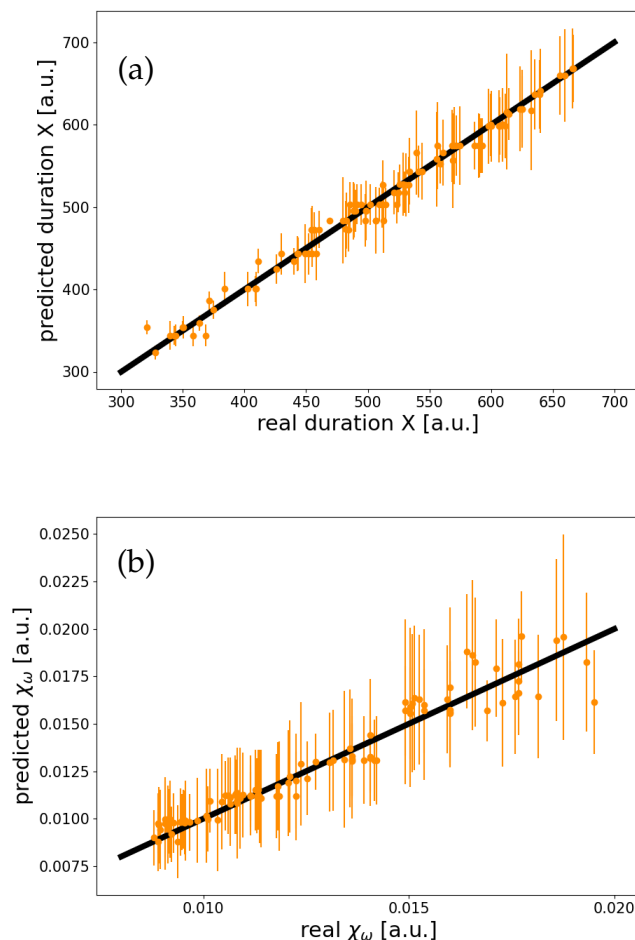 (a)
predicted duration X [a.u.]
700
600
500
400
300
300 350 400 450 500 550 600 650 700
real duration X [a.u.]
(b)
predicted χω [a.u.]
0.0250
0.0225
0.0200
0.0175
0.0150
0.0125
0.0100
0.0075
0.010 0.015 0.020
real χω [a.u.]